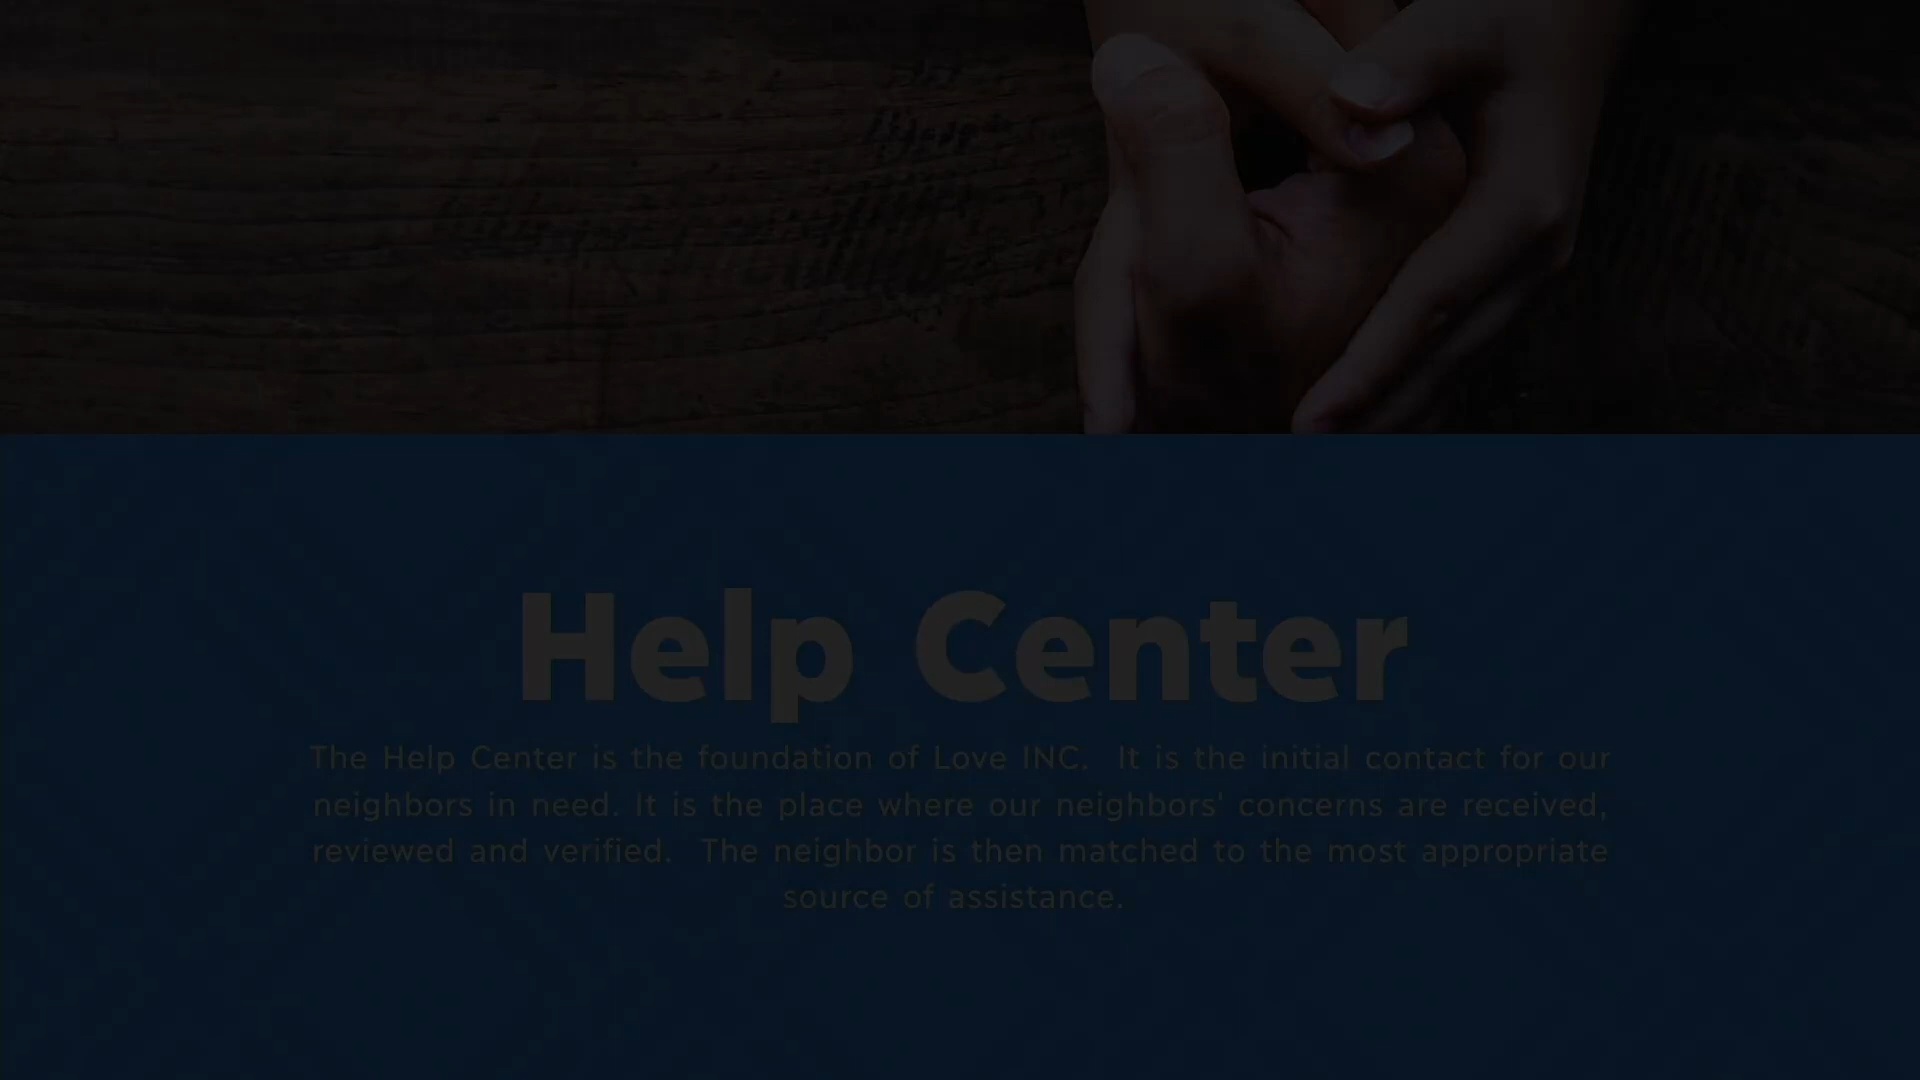 Help Center
The Help Center is the foundation of Love INC.  It is the initial contact for our
neighbors in need. It is the place where our neighbors' concerns are received,
reviewed and verified.  The neighbor is then matched to the most appropriate
source of assistance.